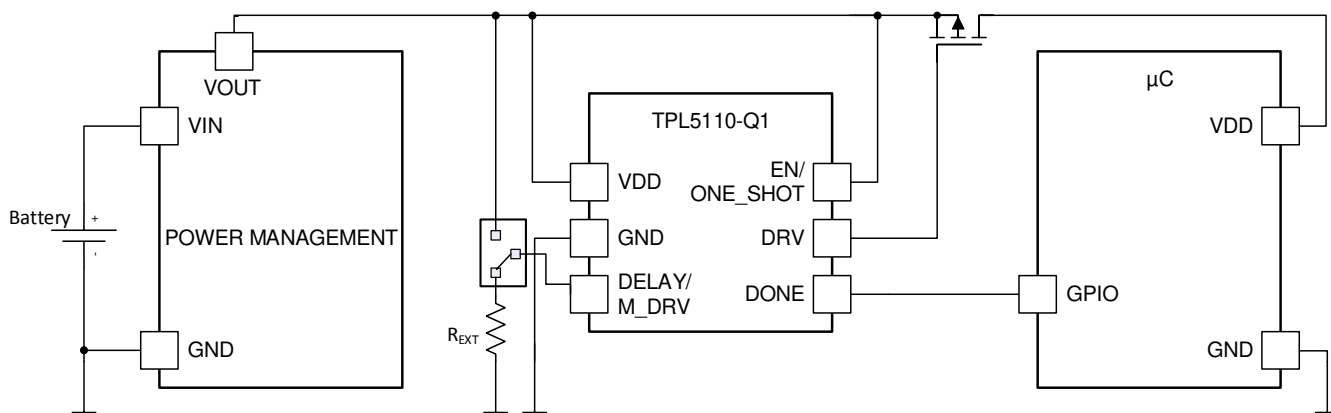 VOUT
VIN
POWER MANAGEMENT
GND
Battery
+
-
R_EXT
TPL5110-Q1
VDD
GND
DELAY/
M_DRV
EN/
ONE_SHOT
DRV
DONE
µC
VDD
GPIO
GND